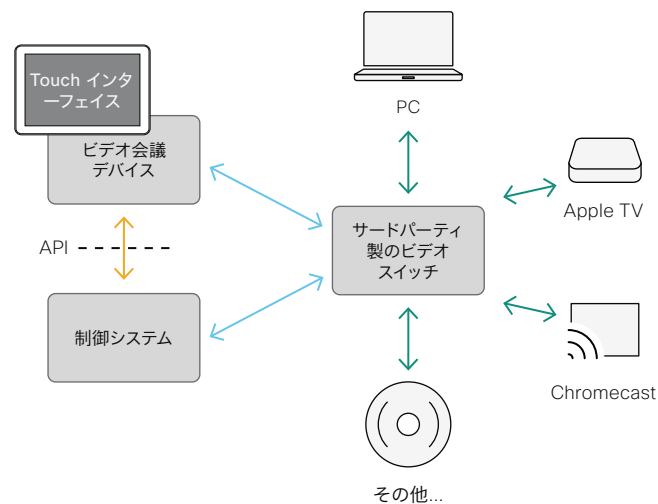 Touch インタ
ーフェイス
ビデオ会議
デバイス
API
制御システム
PC
サードパーティ
製のビデオ
スイッチ
Apple TV
Chromecast
その他...